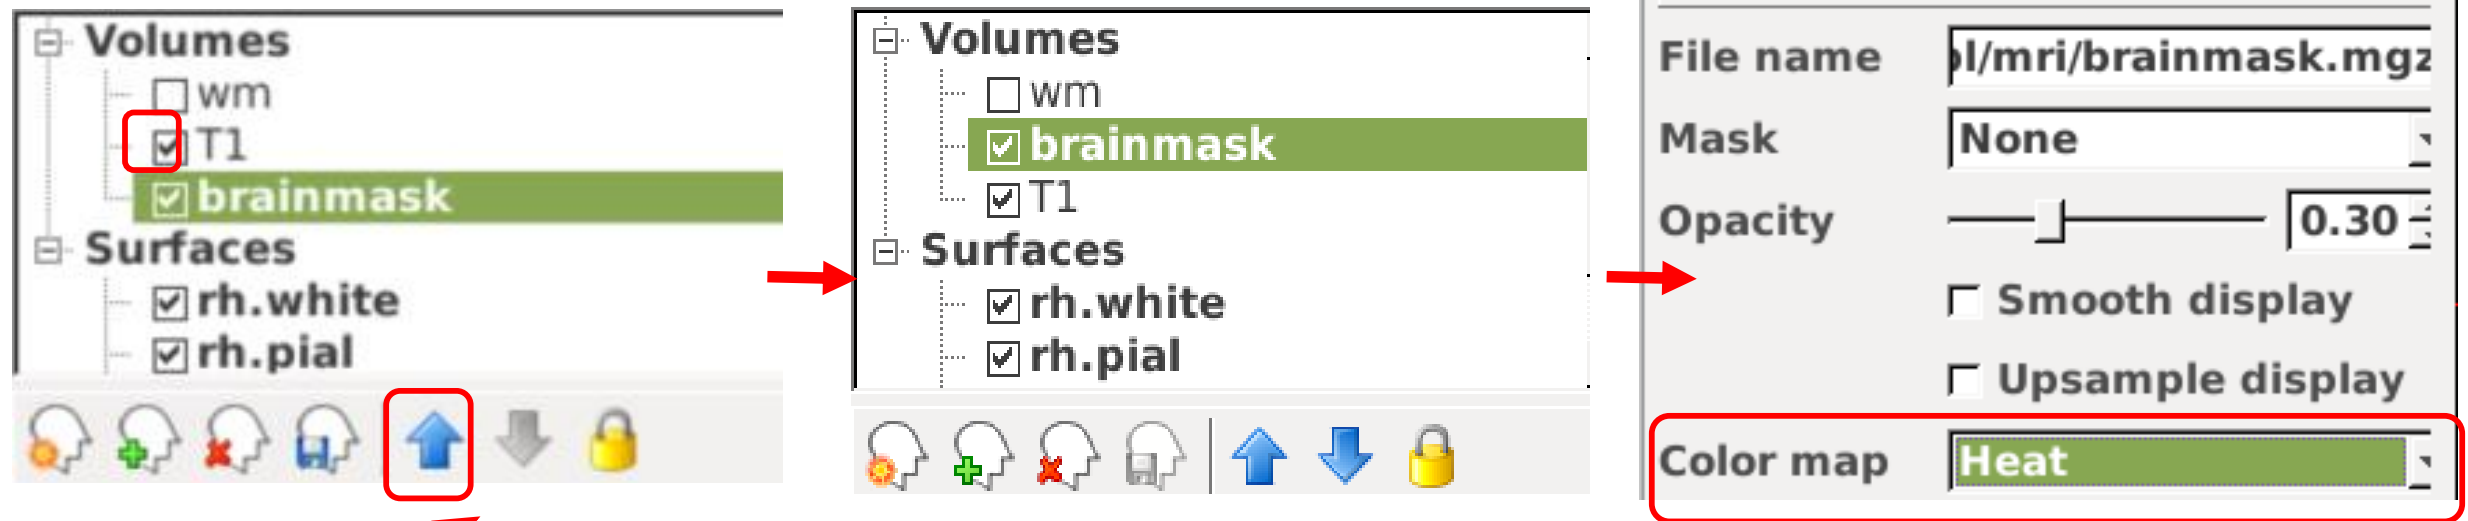 Volumes
wm
T1
brainmask
Surfaces
rh.white
rh.pial
Volumes
wm
brainmask
T1
Surfaces
rh.white
rh.pial
File name ol/mri/brainmask.mgz
Mask None
Opacity 0.30
Smooth display
Upsample display
Color map Heat